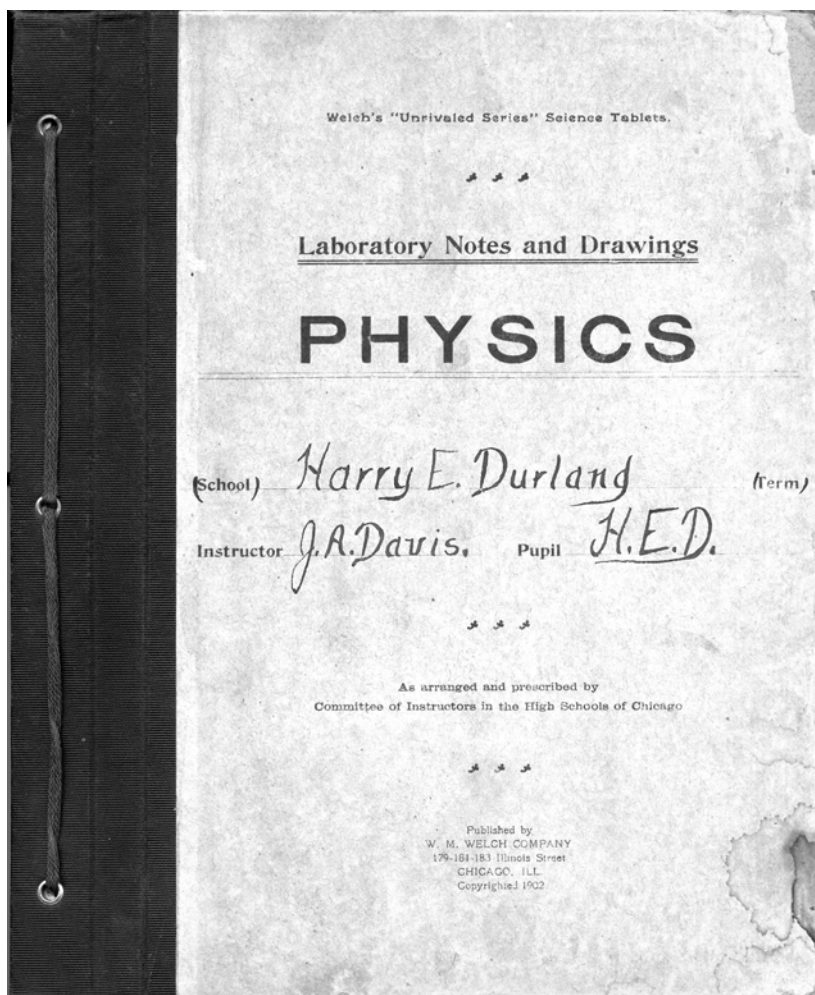 Welch's "Unrivaled Series" Science Tablets.
Laboratory Notes and Drawings
PHYSICS
(School) Harry E. Durland (Term)
Instructor J.A. Davis. Pupil H.E.D.
As arranged and prescribed by
Committee of Instructors in the High Schools of Chicago
Published by
W. M. WELCH COMPANY
179-181-183 Illinois Street
CHICAGO, ILL.
Copyrighted 1902